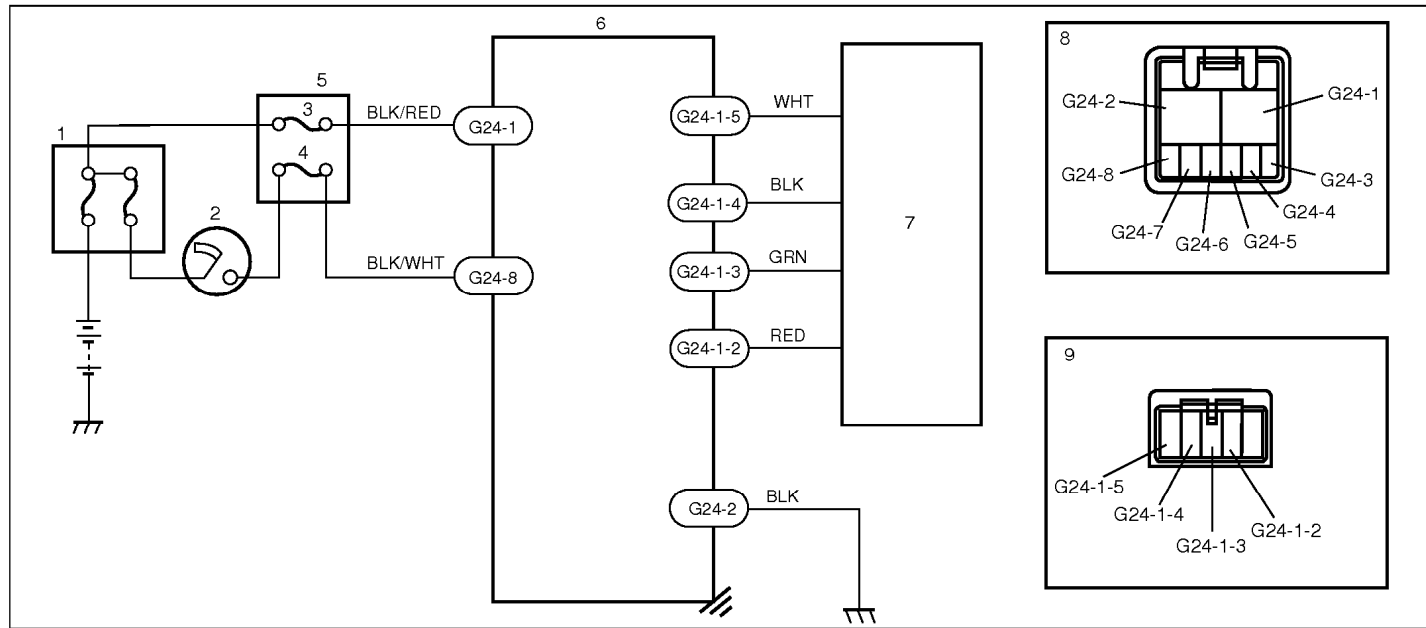 6
8
5
WHT
3
BLK/RED
G24-1-5
G24-2
G24-1
1
G24-1
4
BLK
G24-8
G24-3
2
G24-1-4
7
G24-4
G24-7
G24-6
G24-5
BLK/WHT
GRN
G24-8
G24-1-3
RED
G24-1-2
9
G24-1-5
BLK
G24-2
G24-1-4
G24-1-2
G24-1-3